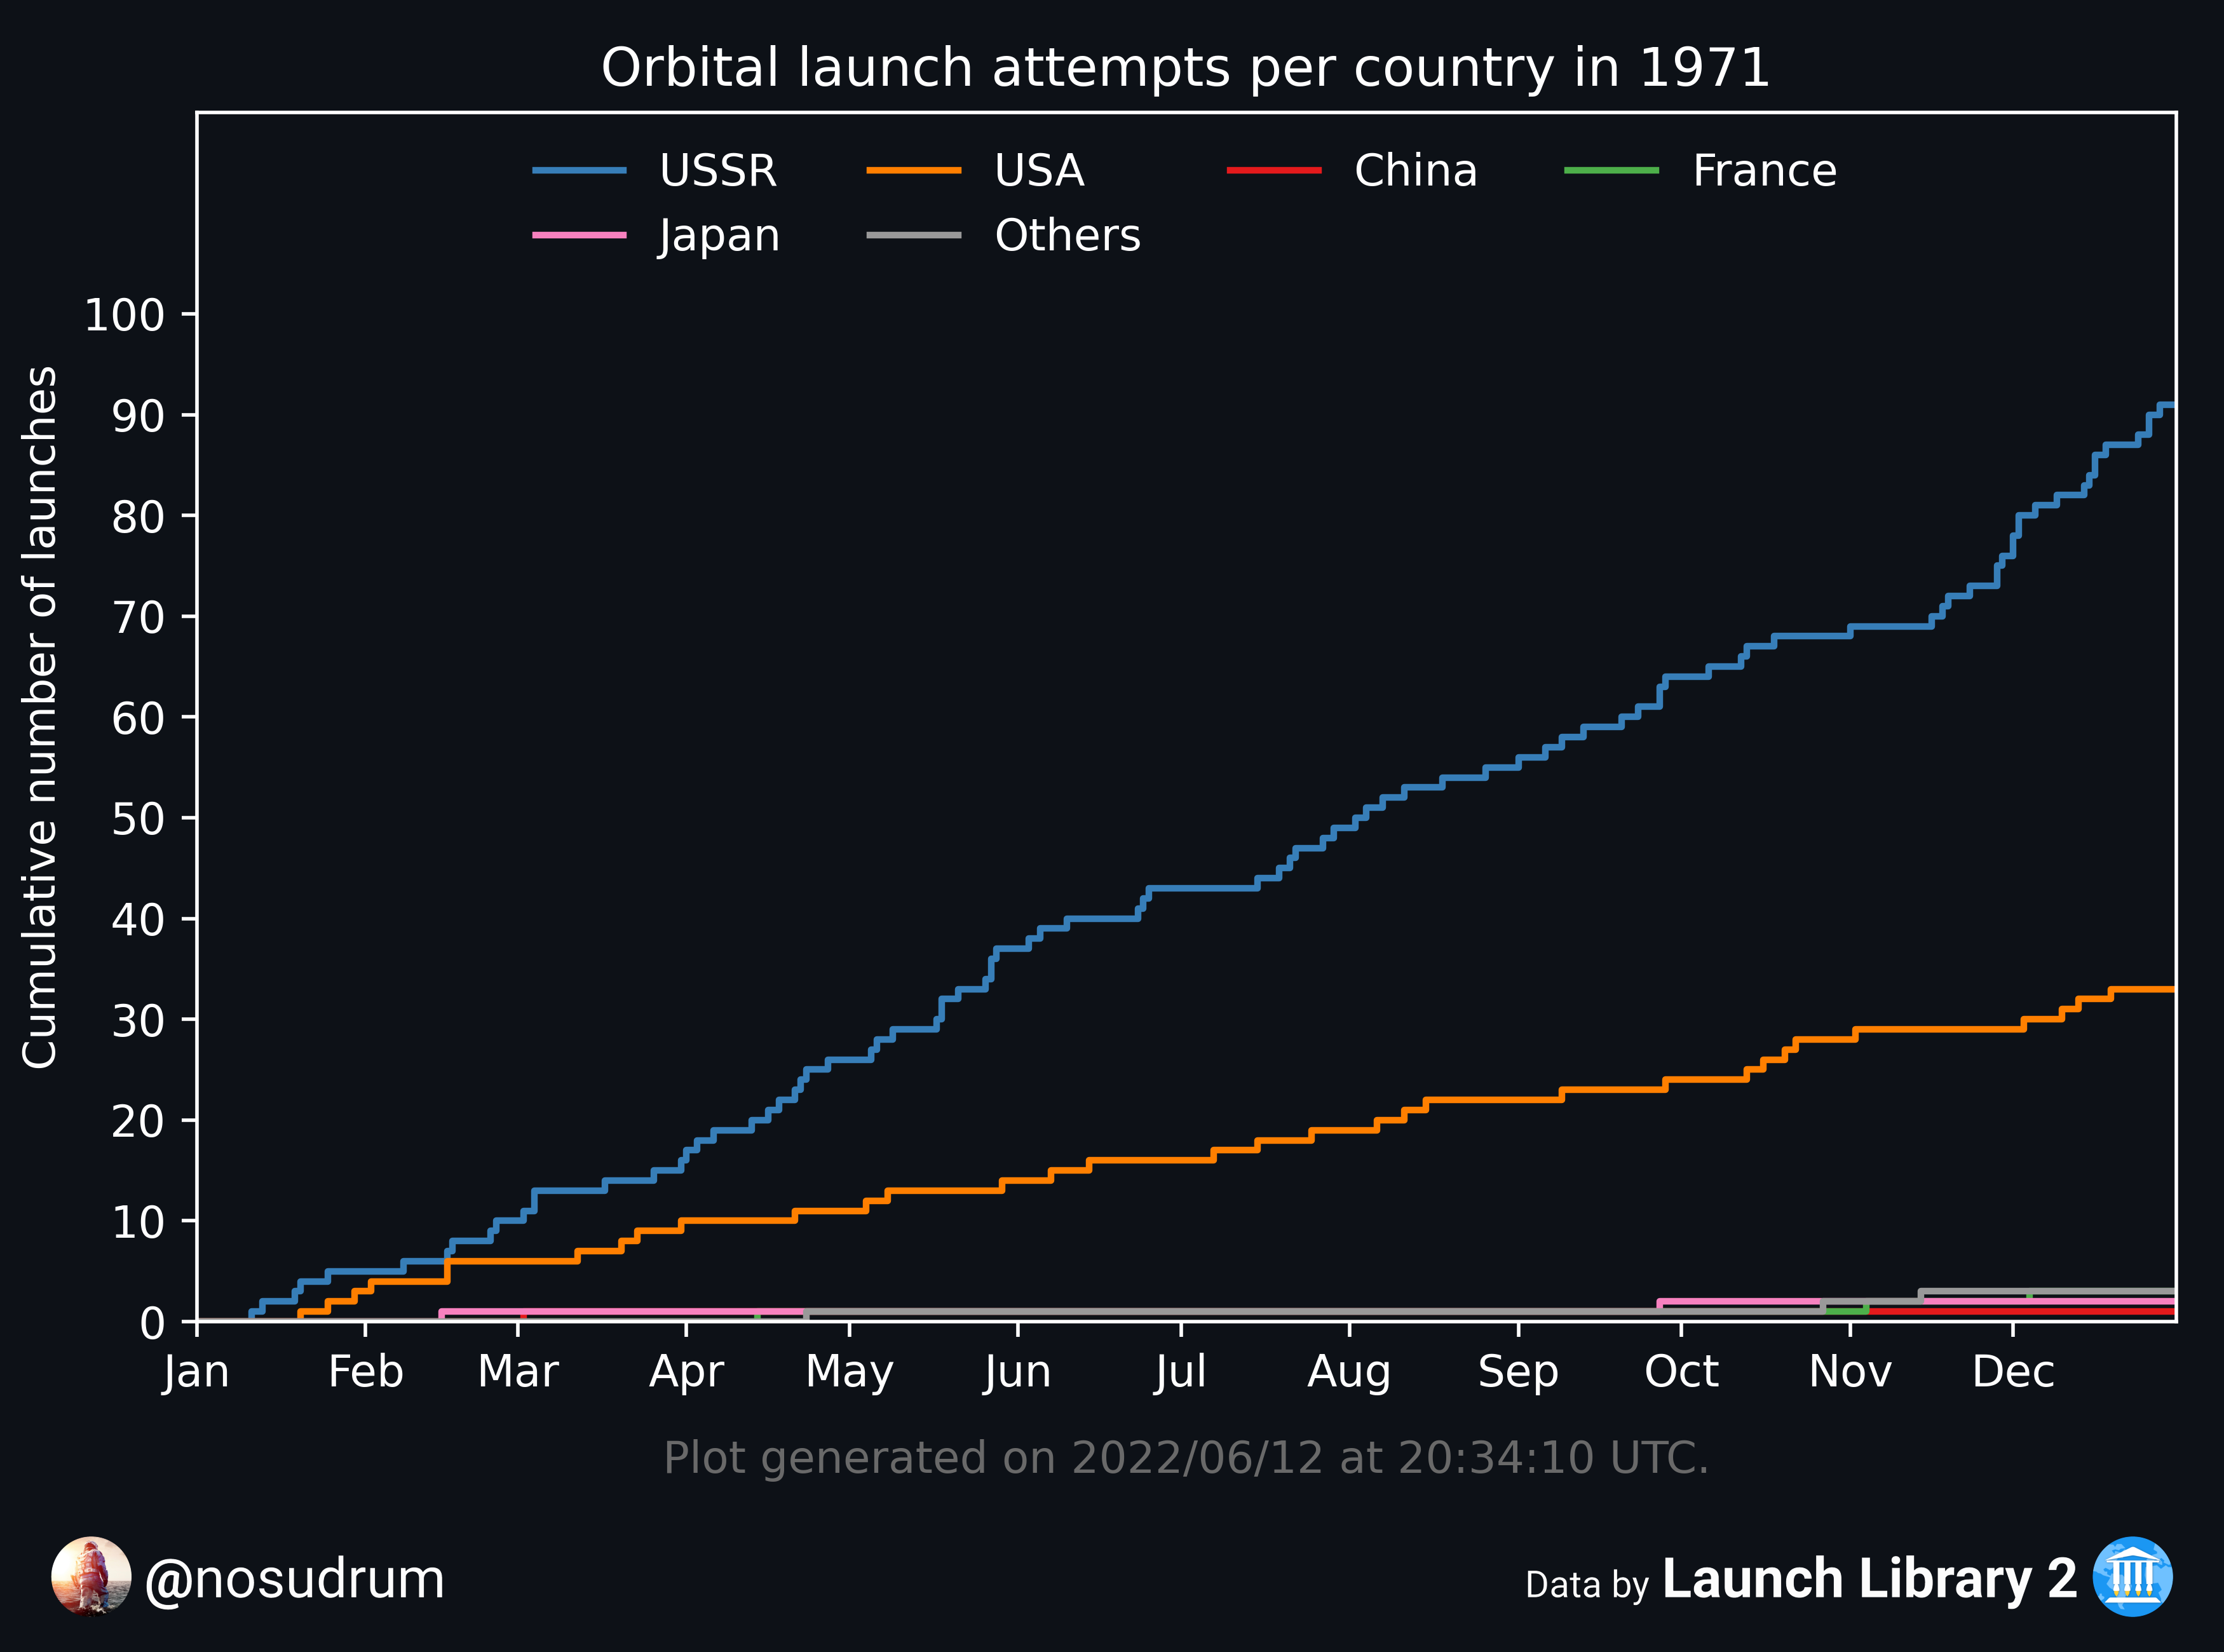 Orbital launch attempts per country in 1971
USSR USA China France
Japan Others
Cumulative number of launches
100
90
80
70
60
50
40
30
20
10
0
Jan Feb Mar Apr May Jun Jul Aug Sep Oct Nov Dec
Plot generated on 2022/06/12 at 20:34:10 UTC.
@nosudrum
Data by Launch Library 2